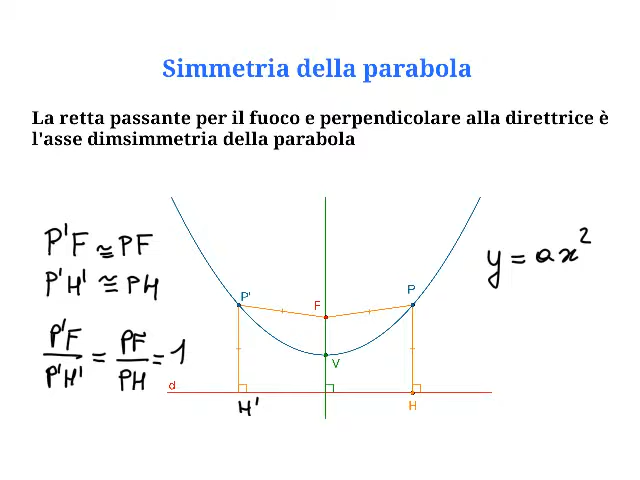 Simmetria della parabola
La retta passante per il fuoco e perpendicolare alla direttrice è
l'asse dimsimmetria della parabola
P'F ≅ PF
P'H' ≅ PH
P'F/P'H' = PF/PH = 1
y = ax²
P'
F
P
V
d
H'
H